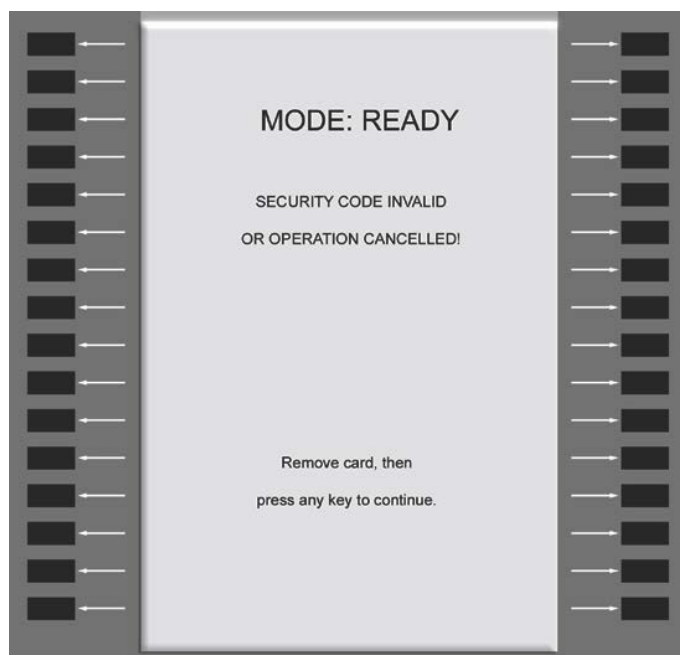 MODE: READY
SECURITY CODE INVALID
OR OPERATION CANCELLED!
Remove card, then
press any key to continue.